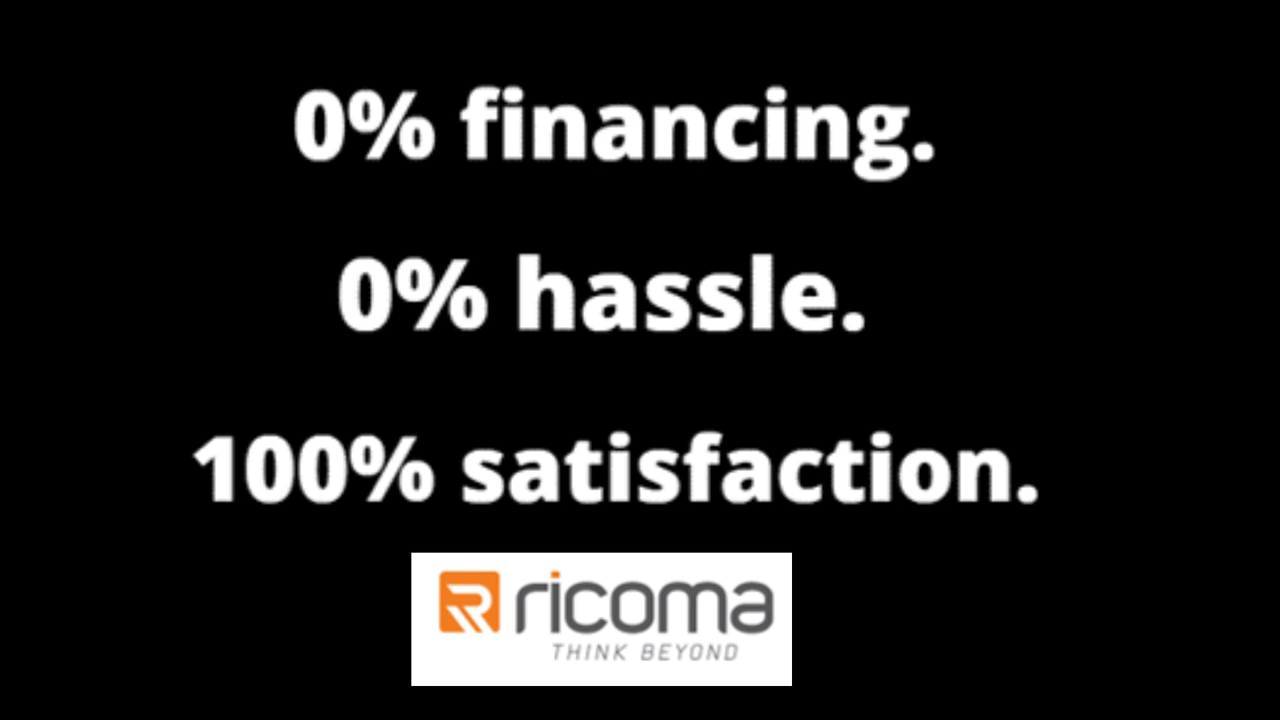 0% financing.
0% hassle.
100% satisfaction.
ricoma
THINK BEYOND